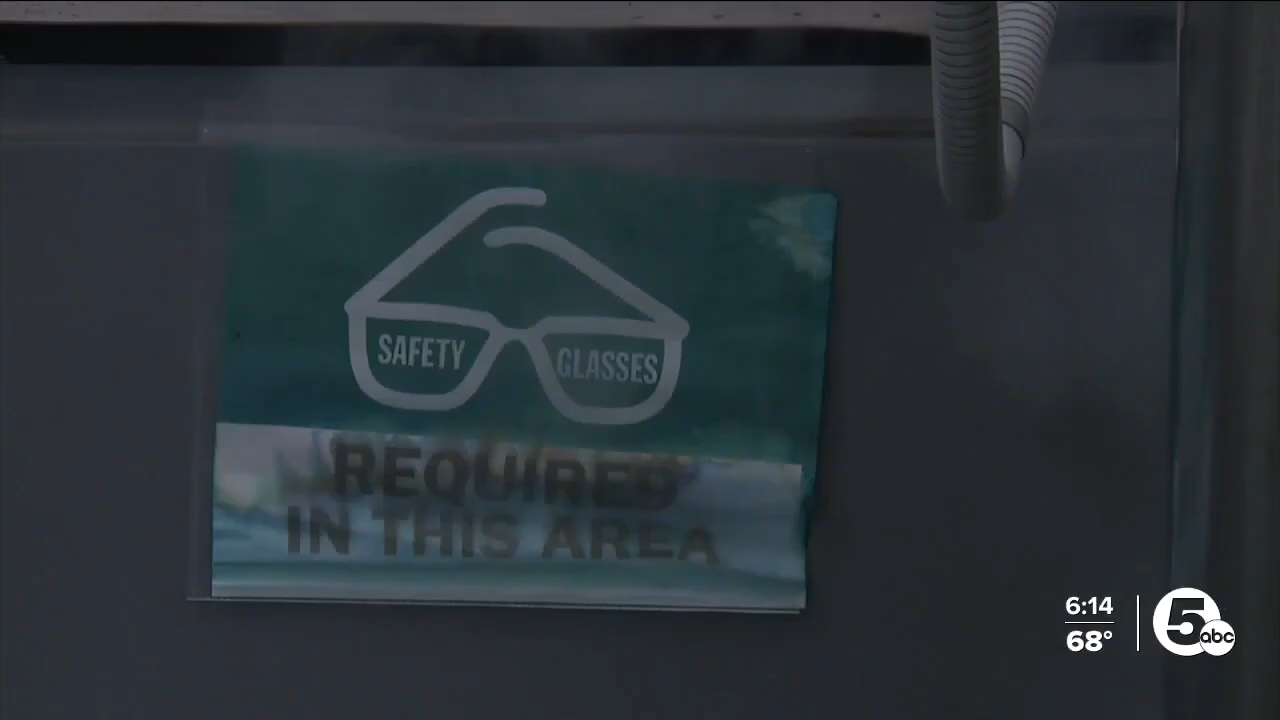 SAFETY GLASSES
REQUIRED
IN THIS AREA
6:14
68°
5
abc